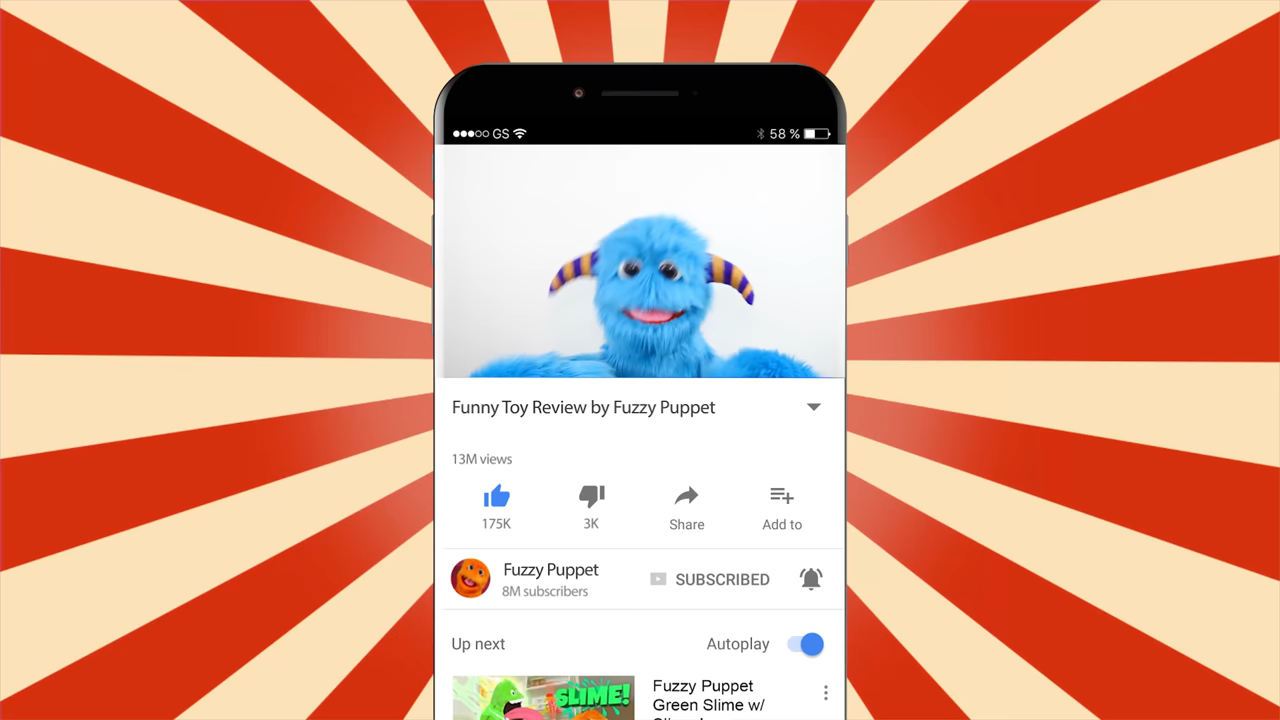 GS 58 %
Funny Toy Review by Fuzzy Puppet
13M views
175K 3K Share Add to
Fuzzy Puppet
8M subscribers
SUBSCRIBED
Up next Autoplay
SLIME!
Fuzzy Puppet
Green Slime w/